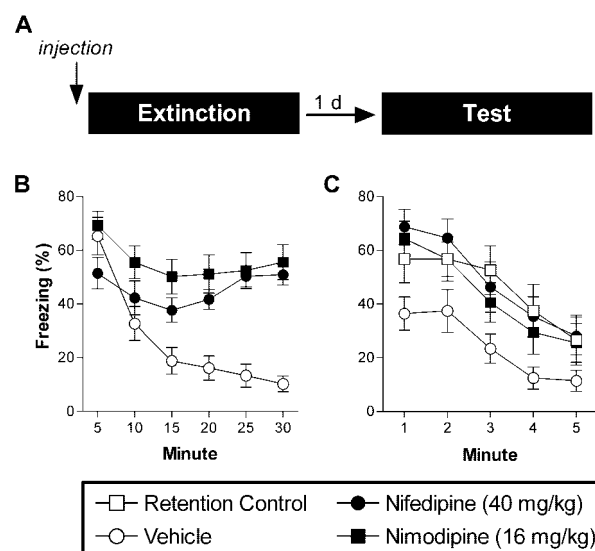 A
injection
Extinction
1 d
Test
B
C
80
60
40
20
0
Freezing (%)
5 10 15 20 25 30
Minute
80
60
40
20
0
1 2 3 4 5
Minute
Retention Control
Nifedipine (40 mg/kg)
Vehicle
Nimodipine (16 mg/kg)